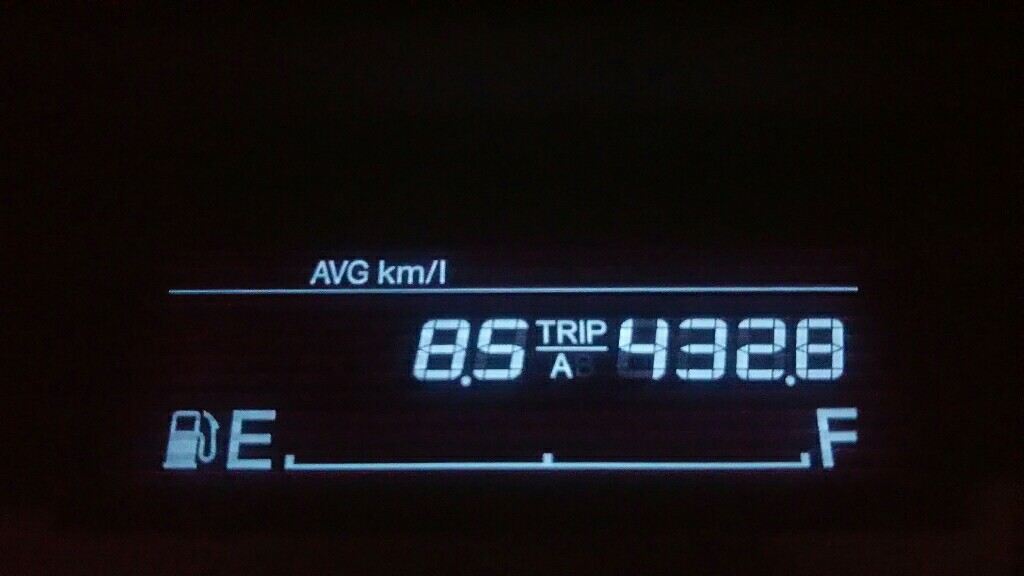 AVG km/l
8.5 TRIP A 432.8
E F